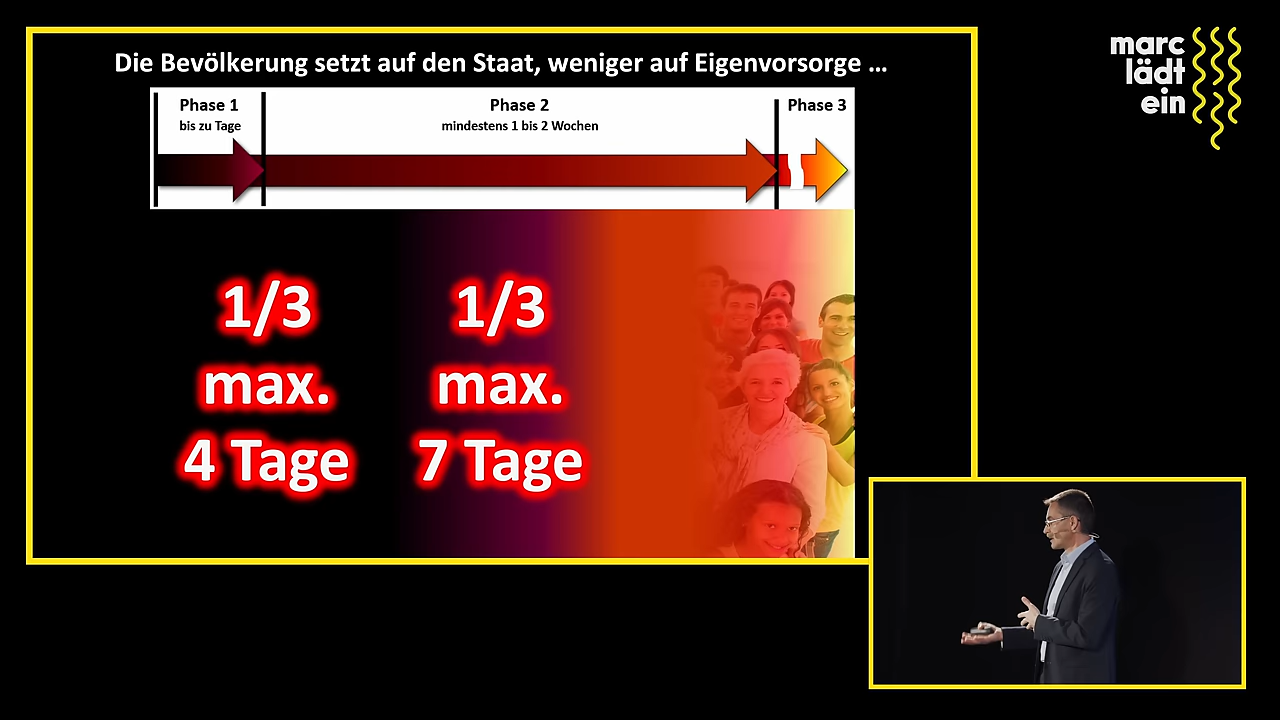 Die Bevölkerung setzt auf den Staat, weniger auf Eigenvorsorge ...
Phase 1
bis zu Tage
Phase 2
mindestens 1 bis 2 Wochen
Phase 3
1/3
max.
4 Tage
1/3
max.
7 Tage
marc
lädt
ein